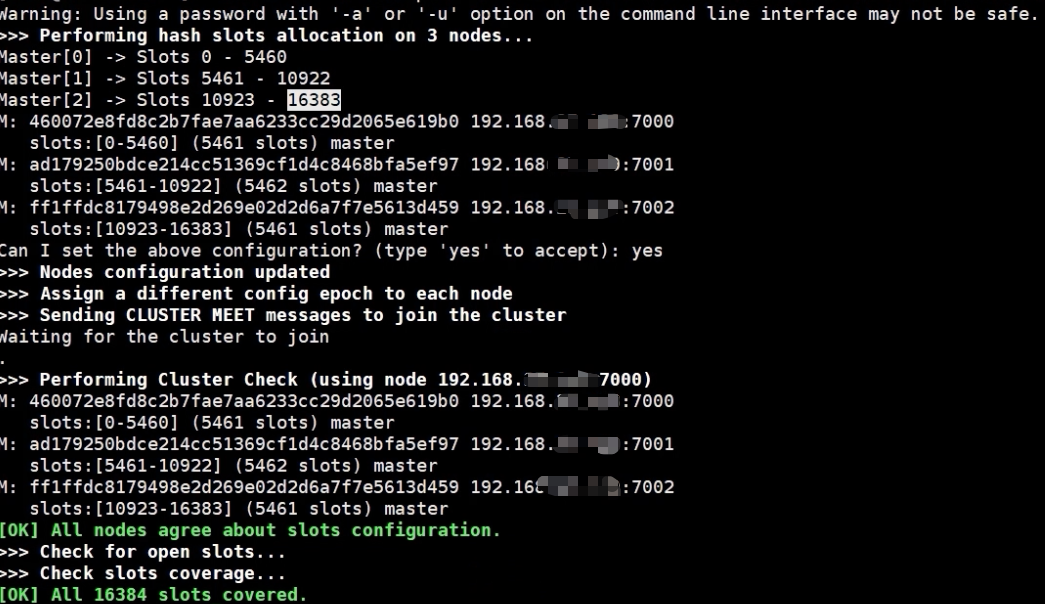 Warning: Using a password with '-a' or '-u' option on the command line interface may not be safe.
>>> Performing hash slots allocation on 3 nodes...
Master[0] -> Slots 0 - 5460
Master[1] -> Slots 5461 - 10922
Master[2] -> Slots 10923 - 16383
M: 460072e8fd8c2b7fae7aa6233cc29d2065e619b0 192.168. :7000
slots:[0-5460] (5461 slots) master
M: ad179250bdce214cc51369cf1d4c8468bfa5ef97 192.168 :7001
slots:[5461-10922] (5462 slots) master
M: ff1ffdc8179498e2d269e02d2d6a7f7e5613d459 192.168. :7002
slots:[10923-16383] (5461 slots) master
Can I set the above configuration? (type 'yes' to accept): yes
>>> Nodes configuration updated
>>> Assign a different config epoch to each node
>>> Sending CLUSTER MEET messages to join the cluster
Waiting for the cluster to join
.
>>> Performing Cluster Check (using node 192.168. 7000)
M: 460072e8fd8c2b7fae7aa6233cc29d2065e619b0 192.168. :7000
slots:[0-5460] (5461 slots) master
M: ad179250bdce214cc51369cf1d4c8468bfa5ef97 192.168. :7001
slots:[5461-10922] (5462 slots) master
M: ff1ffdc8179498e2d269e02d2d6a7f7e5613d459 192.168 :7002
slots:[10923-16383] (5461 slots) master
[OK] All nodes agree about slots configuration.
>>> Check for open slots...
>>> Check slots coverage...
[OK] All 16384 slots covered.